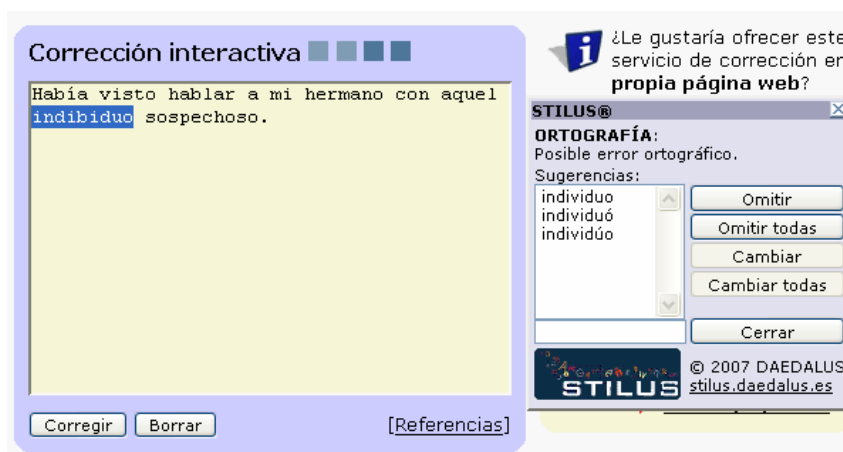 Corrección interactiva
Había visto hablar a mi hermano con aquel
indibiduo sospechoso.
Corregir
Borrar
[Referencias]
¿Le gustaría ofrecer este
servicio de corrección en
propia página web?
STILUS®
ORTOGRAFÍA:
Posible error ortográfico.
Sugerencias:
individuo
individuó
individúo
Omitir
Omitir todas
Cambiar
Cambiar todas
Cerrar
STILUS
© 2007 DAEDALUS
stilus.daedalus.es